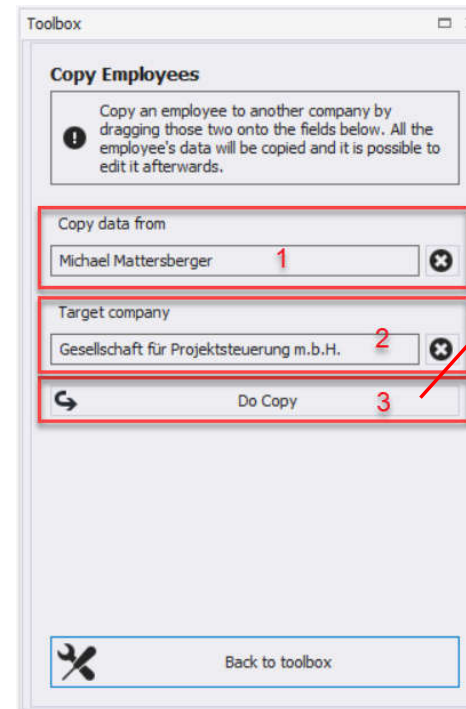 Toolbox
Copy Employees
Copy an employee to another company by
dragging those two onto the fields below. All the
employee's data will be copied and it is possible to
edit it afterwards.
Copy data from
Michael Mattersberger 1
Target company
Gesellschaft für Projektsteuerung m.b.H. 2
Do Copy 3
Back to toolbox